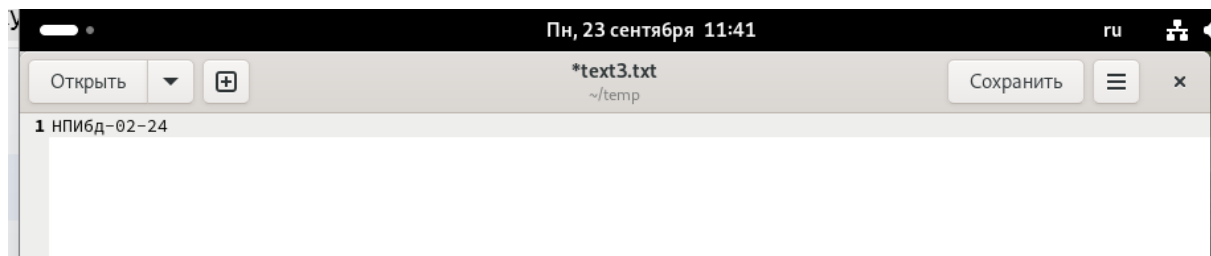 Пн, 23 сентября 11:41
ru
Открыть
*text3.txt
~/temp
Сохранить
1 НПИбд-02-24